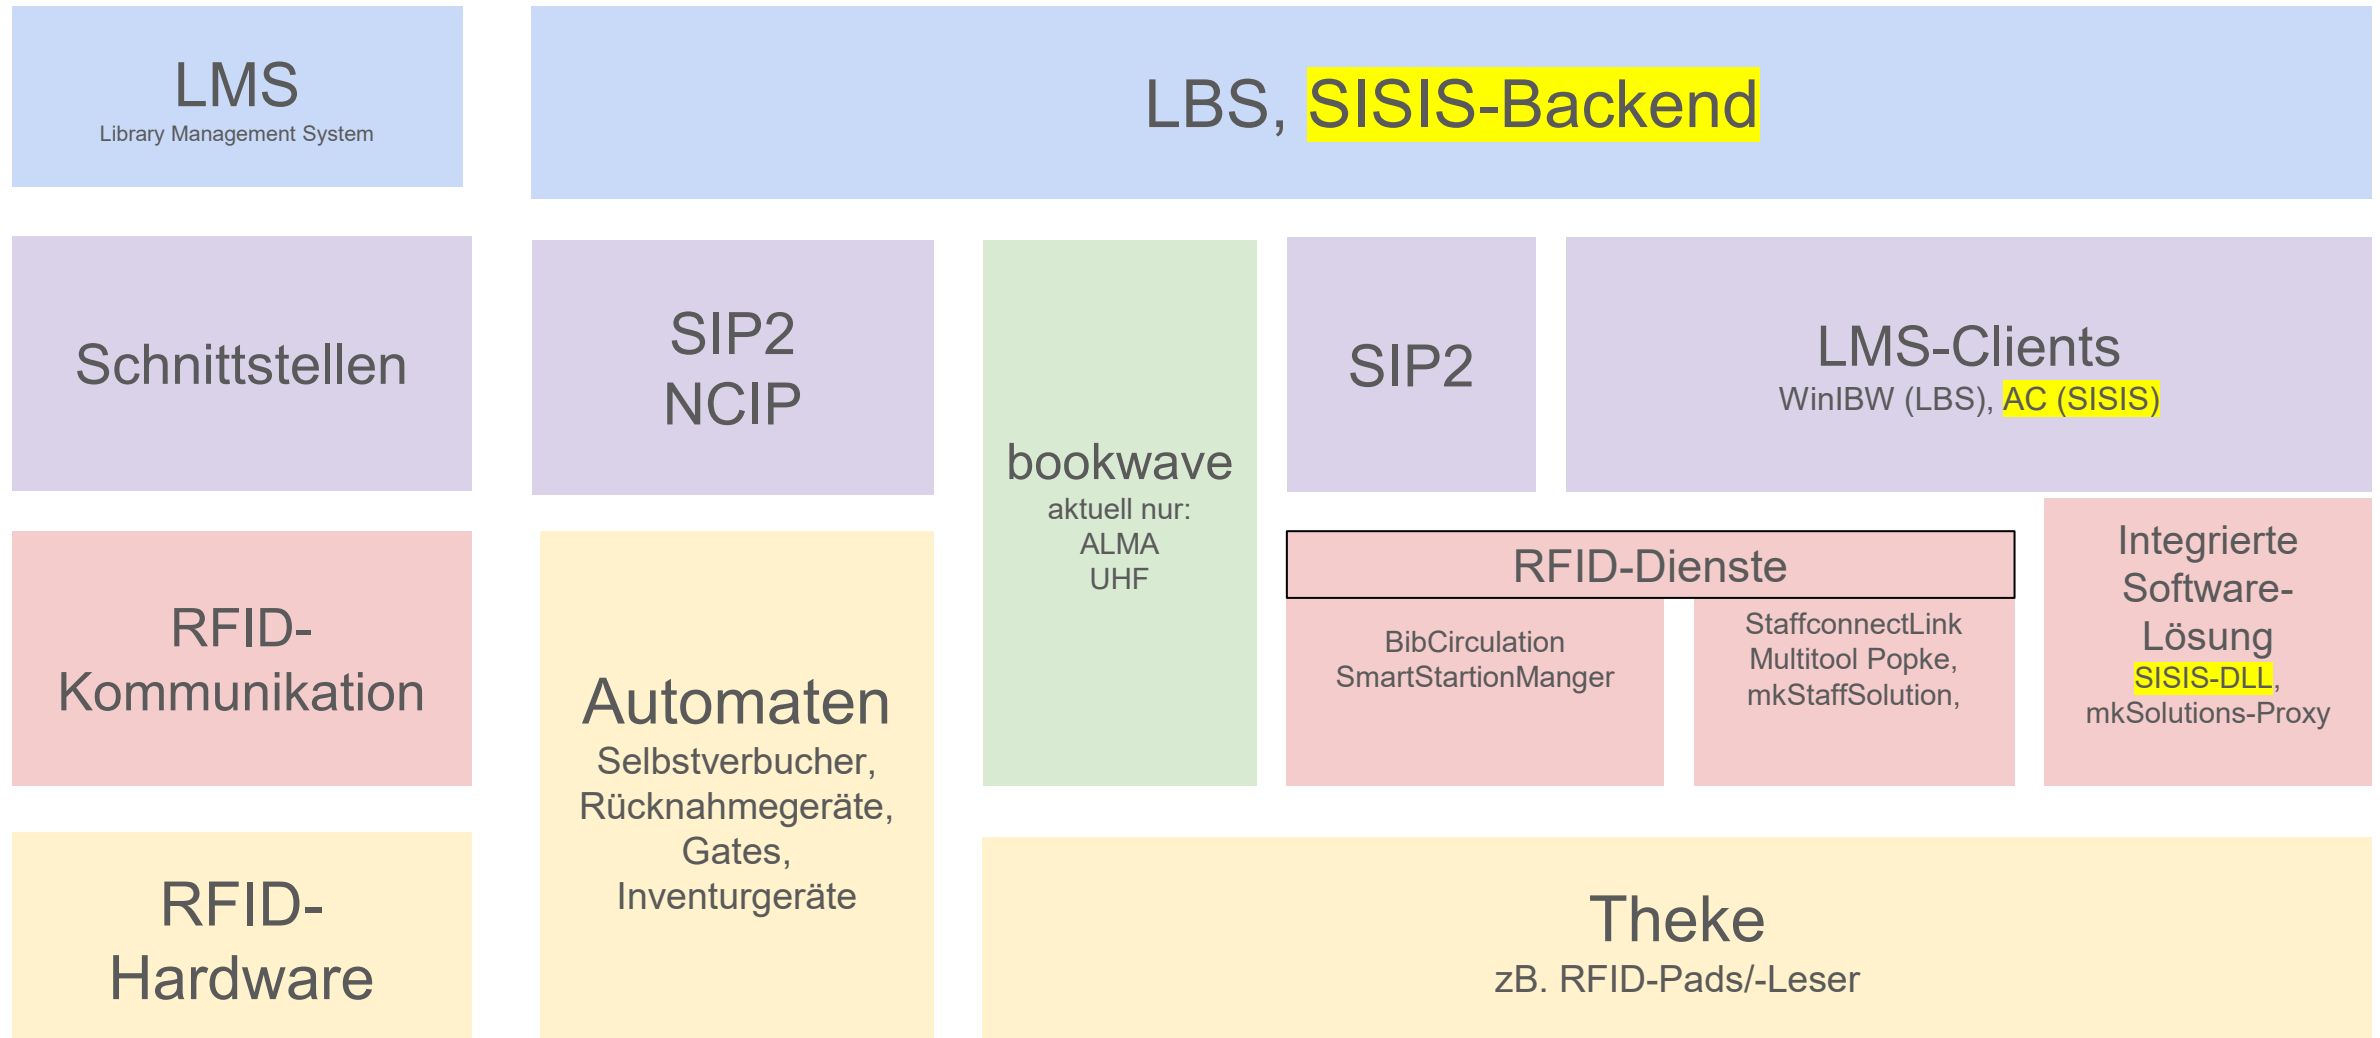 LMS
Library Management System
LBS, SISIS-Backend
Schnittstellen
SIP2
NCIP
bookwave
aktuell nur:
ALMA
UHF
SIP2
LMS-Clients
WinIBW (LBS), AC (SISIS)
RFID-
Kommunikation
Automaten
Selbstverbucher,
Rücknahmegeräte,
Gates,
Inventurgeräte
RFID-Dienste
BibCirculation
SmartStartionManger
StaffconnectLink
Multitool Popke,
mkStaffSolution,
Integrierte
Software-
Lösung
SISIS-DLL,
mkSolutions-Proxy
RFID-
Hardware
Theke
zB. RFID-Pads/-Leser